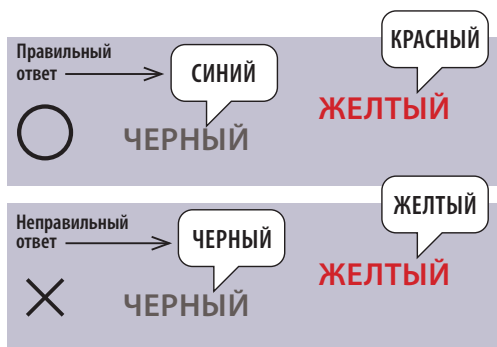 Правильный
ответ
СИНИЙ
КРАСНЫЙ
ЧЕРНЫЙ
ЖЕЛТЫЙ
Неправильный
ответ
ЧЕРНЫЙ
ЖЕЛТЫЙ
ЧЕРНЫЙ
ЖЕЛТЫЙ